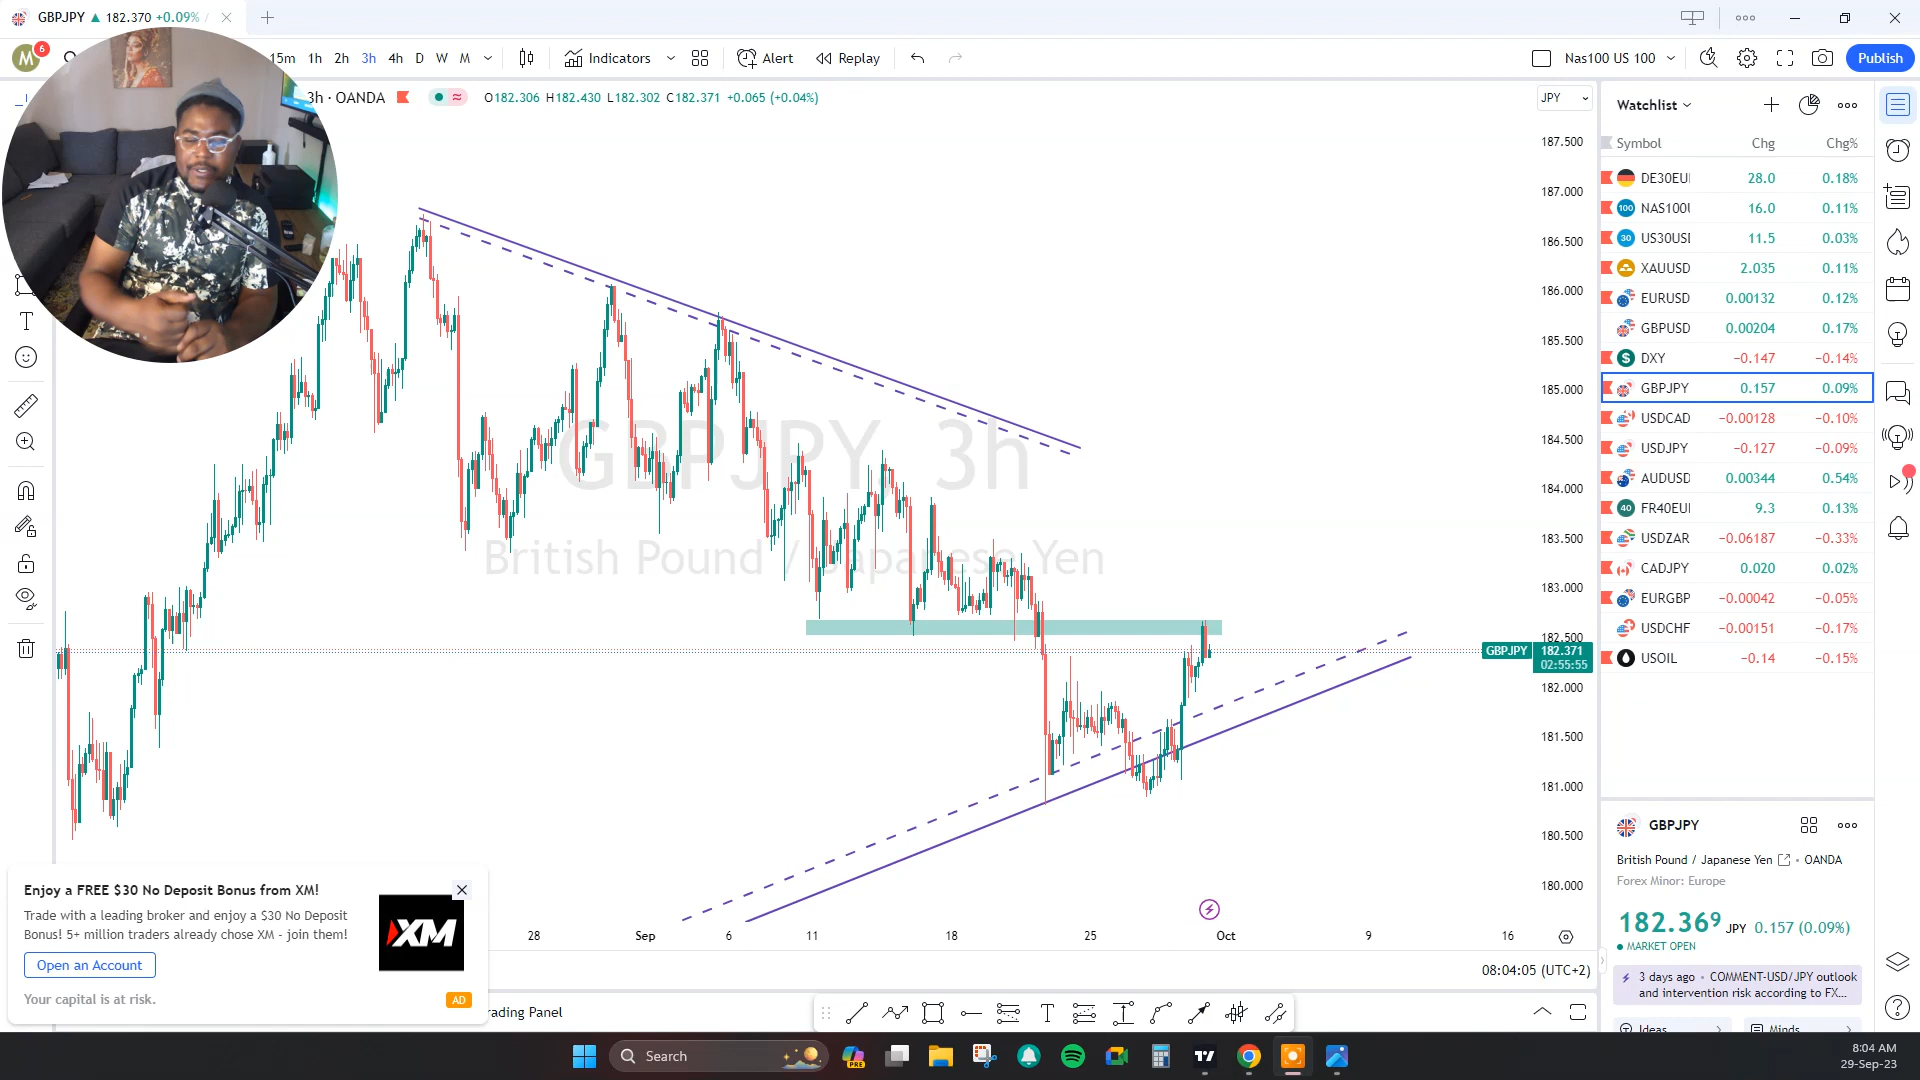 GBPJPY ▲ 182.370 +0.09% /
M 6
15m 1h 2h 3h 4h D W M Indicators Alert Replay Nas100 US 100 Publish
3h · OANDA O182.306 H182.430 L182.302 C182.371 +0.065 (+0.04%) JPY
GBPJPY, 3h
British Pound / Japanese Yen
187.500
187.000
186.500
186.000
185.500
185.000
184.500
184.000
183.500
183.000
182.500
GBPJPY 182.371
02:55:55
182.000
181.500
181.000
180.500
180.000
28 Sep 6 11 18 25 Oct 9 16
08:04:05 (UTC+2)
Watchlist
Symbol Chg Chg%
DE30EU 28.0 0.18%
100 NAS100U 16.0 0.11%
30 US30USD 11.5 0.03%
XAUUSD 2.035 0.11%
EURUSD 0.00132 0.12%
GBPUSD 0.00204 0.17%
$ DXY −0.147 −0.14%
GBPJPY 0.157 0.09%
USDCAD −0.00128 −0.10%
USDJPY −0.127 −0.09%
AUDUSD 0.00344 0.54%
40 FR40EU 9.3 0.13%
USDZAR −0.06187 −0.33%
CADJPY 0.020 0.02%
EURGBP −0.00042 −0.05%
USDCHF −0.00151 −0.17%
USOIL −0.14 −0.15%
GBPJPY
British Pound / Japanese Yen • OANDA
Forex Minor: Europe
182.369 JPY 0.157 (0.09%)
MARKET OPEN
3 days ago • COMMENT-USD/JPY outlook
and intervention risk according to FX...
Ideas Minds
Enjoy a FREE $30 No Deposit Bonus from XM!
Trade with a leading broker and enjoy a $30 No Deposit
Bonus! 5+ million traders already chose XM - join them!
XM
Open an Account
Your capital is at risk.
AD
rading Panel
Search
PRE
8:04 AM
29-Sep-23